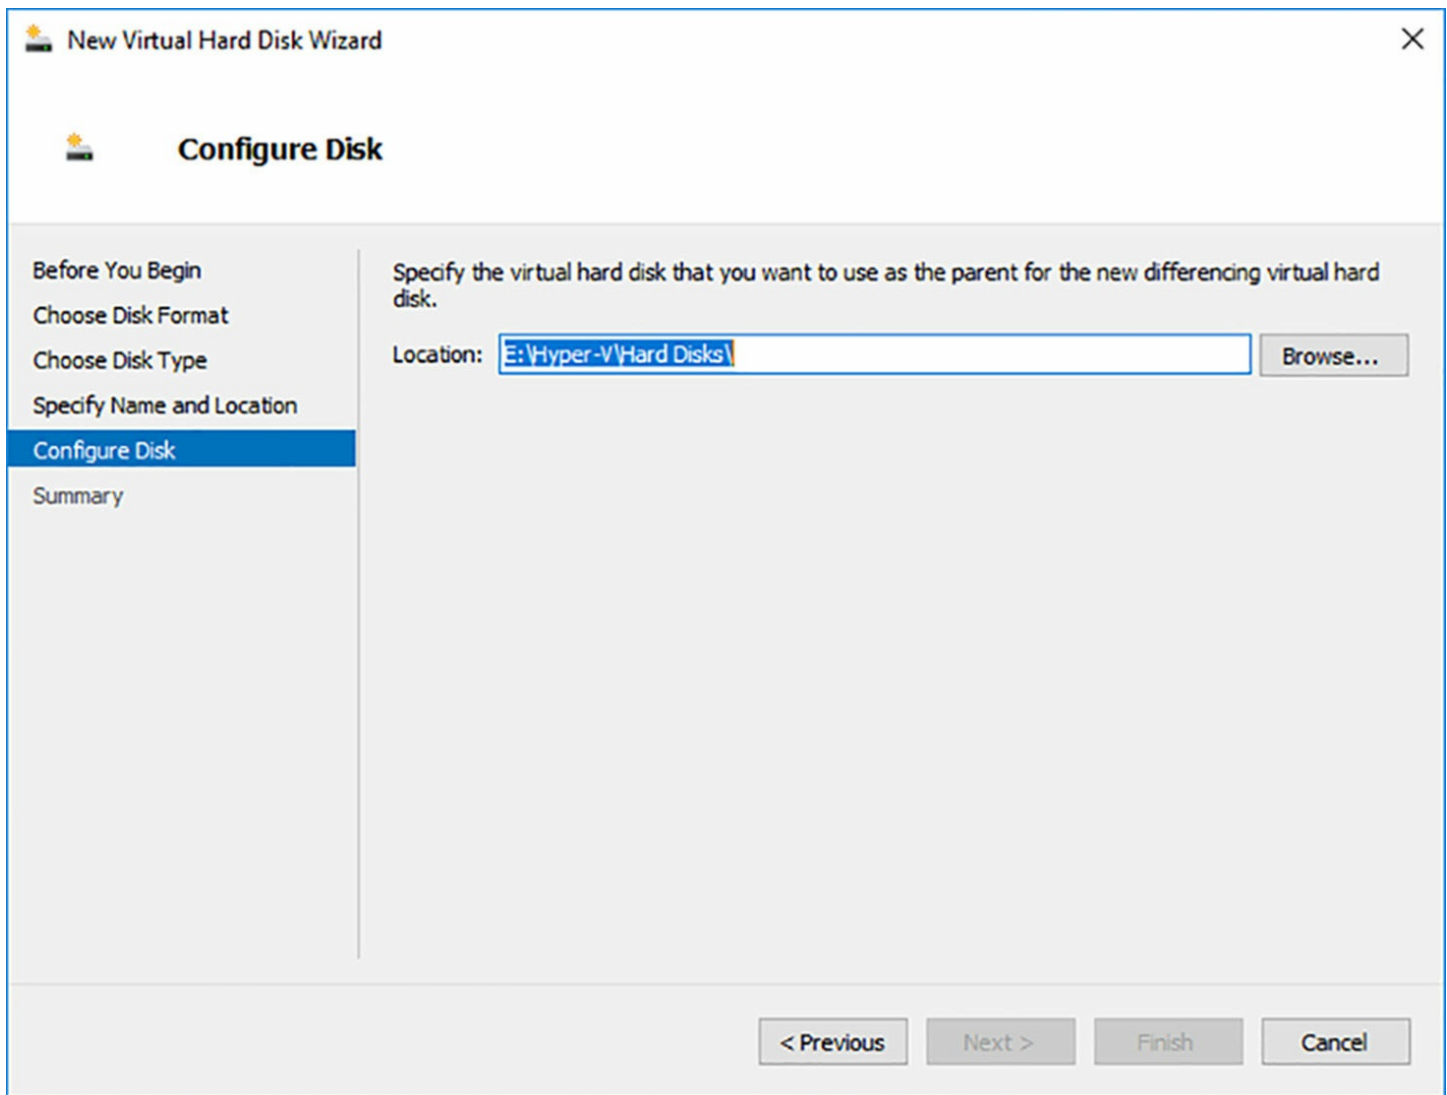 New Virtual Hard Disk Wizard
Configure Disk
Before You Begin
Choose Disk Format
Choose Disk Type
Specify Name and Location
Configure Disk
Summary
Specify the virtual hard disk that you want to use as the parent for the new differencing virtual hard
disk.
Location: E:\Hyper-V\Hard Disks\ Browse...
< Previous Next > Finish Cancel